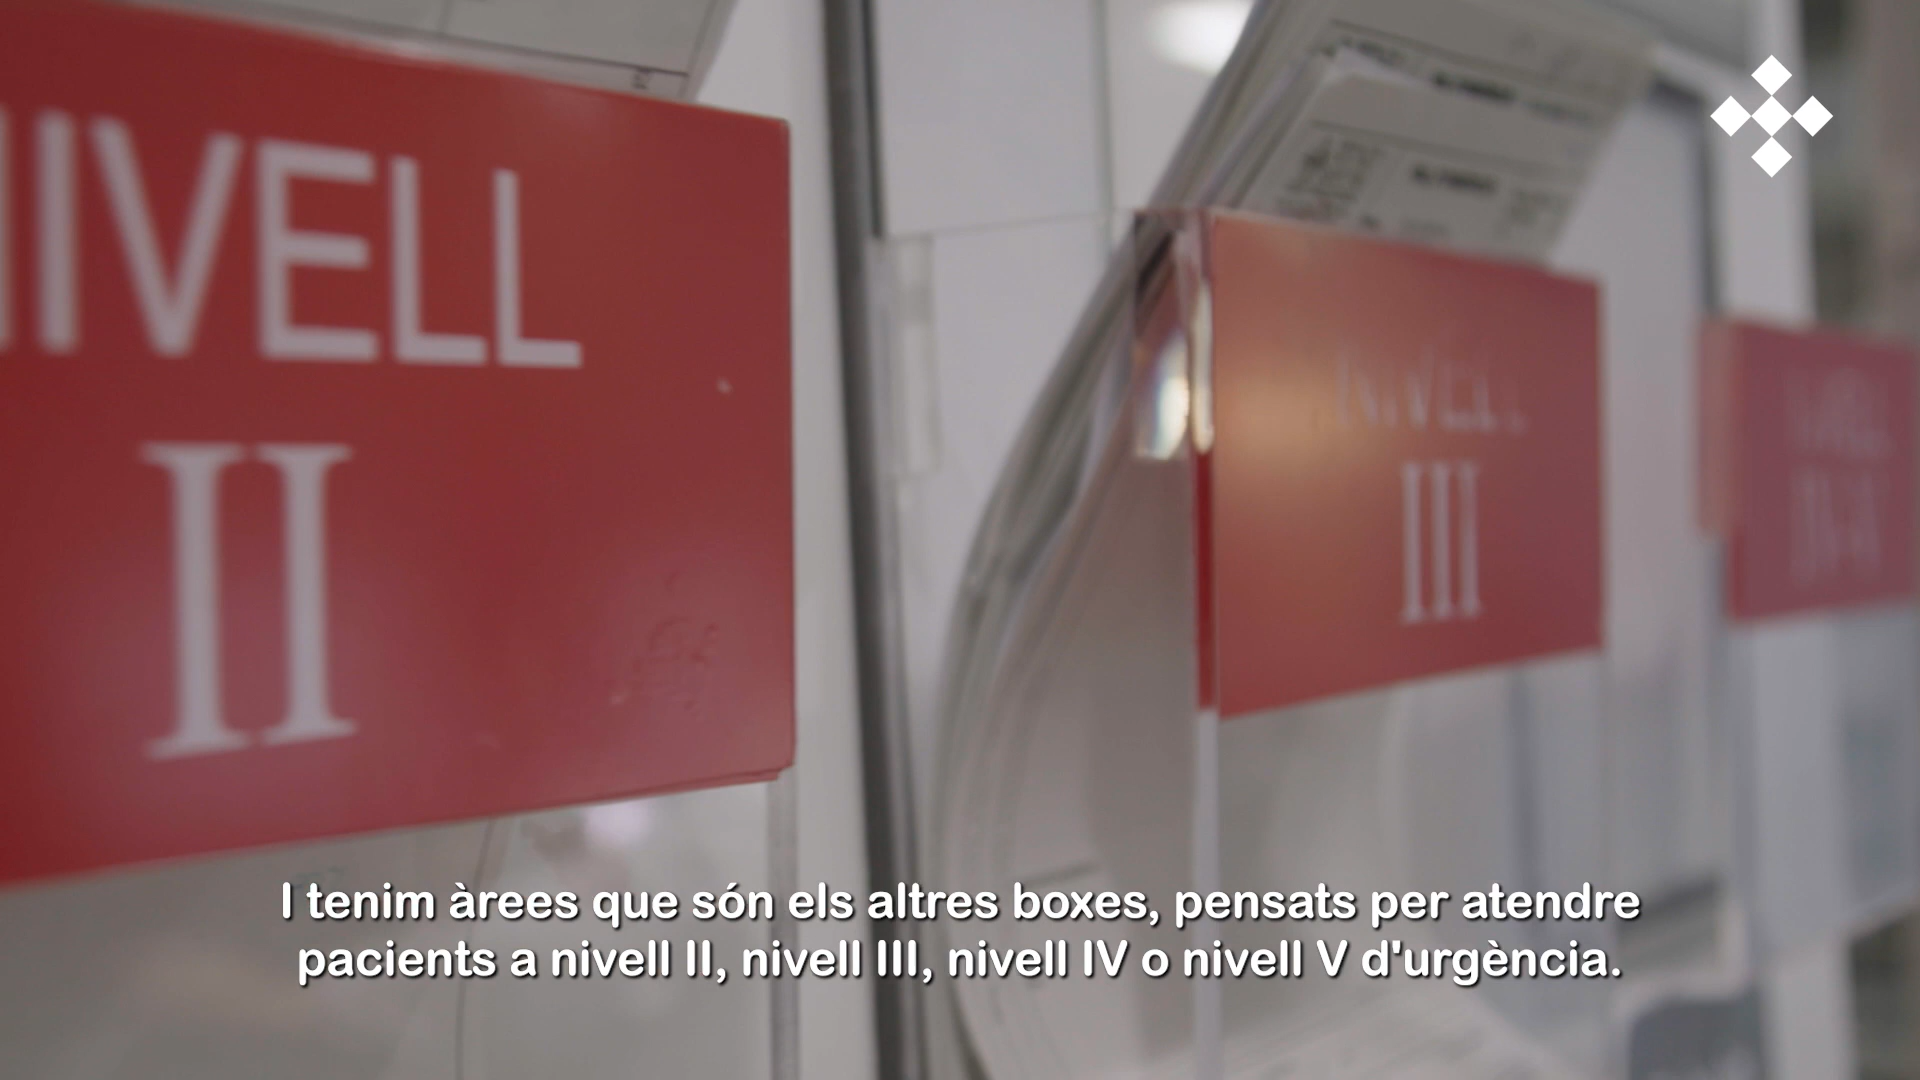 NIVELL
II
NIVELL
III
I tenim àrees que són els altres boxes, pensats per atendre
pacients a nivell II, nivell III, nivell IV o nivell V d'urgència.